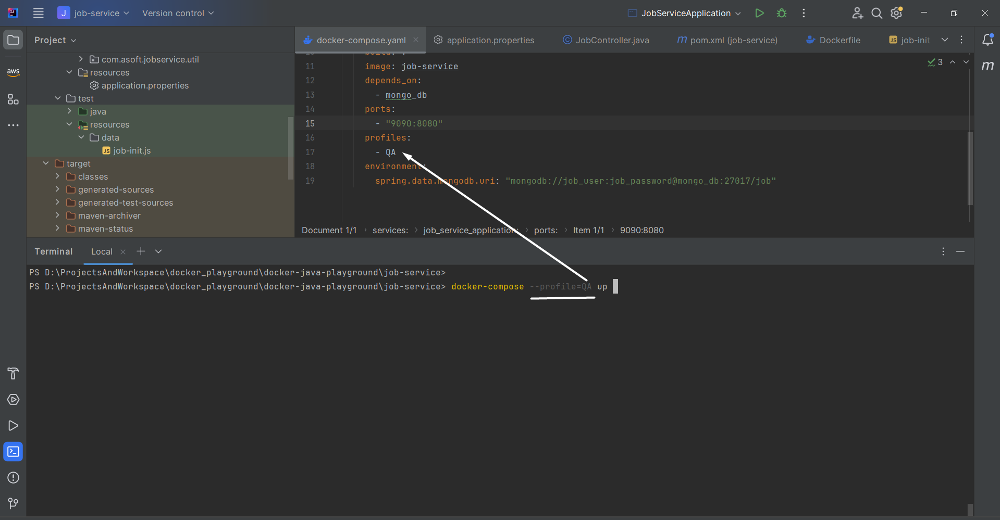 J job-service Version control JobServiceApplication
Project docker-compose.yaml application.properties JobController.java m pom.xml (job-service) Dockerfile JS job-init
aws
com.asoft.jobservice.util
resources
application.properties
test
java
resources
data
JS job-init.js
target
classes
generated-sources
generated-test-sources
maven-archiver
maven-status
3
m
11 image: job-service
12 depends_on:
13 - mongo_db
14 ports:
15 - "9090:8080"
16 profiles:
17 - QA
18 environment:
19 spring.data.mongodb.uri: "mongodb://job_user:job_password@mongo_db:27017/job"
Document 1/1 › services: › job_service_application: › ports: › Item 1/1 › 9090:8080
Terminal Local
PS D:\ProjectsAndWorkspace\docker_playground\docker-java-playground\job-service>
PS D:\ProjectsAndWorkspace\docker_playground\docker-java-playground\job-service> docker-compose --profile=QA up